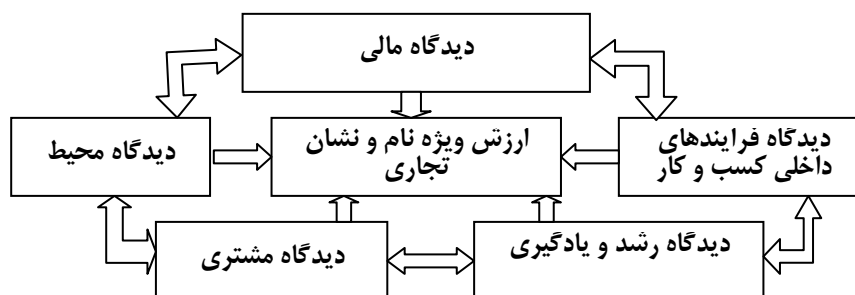 دیدگاه مالی
دیدگاه فرایندهای
داخلی کسب و کار
ارزش ویژه نام و نشان
تجاری
دیدگاه محیط
دیدگاه رشد و یادگیری
دیدگاه مشتری